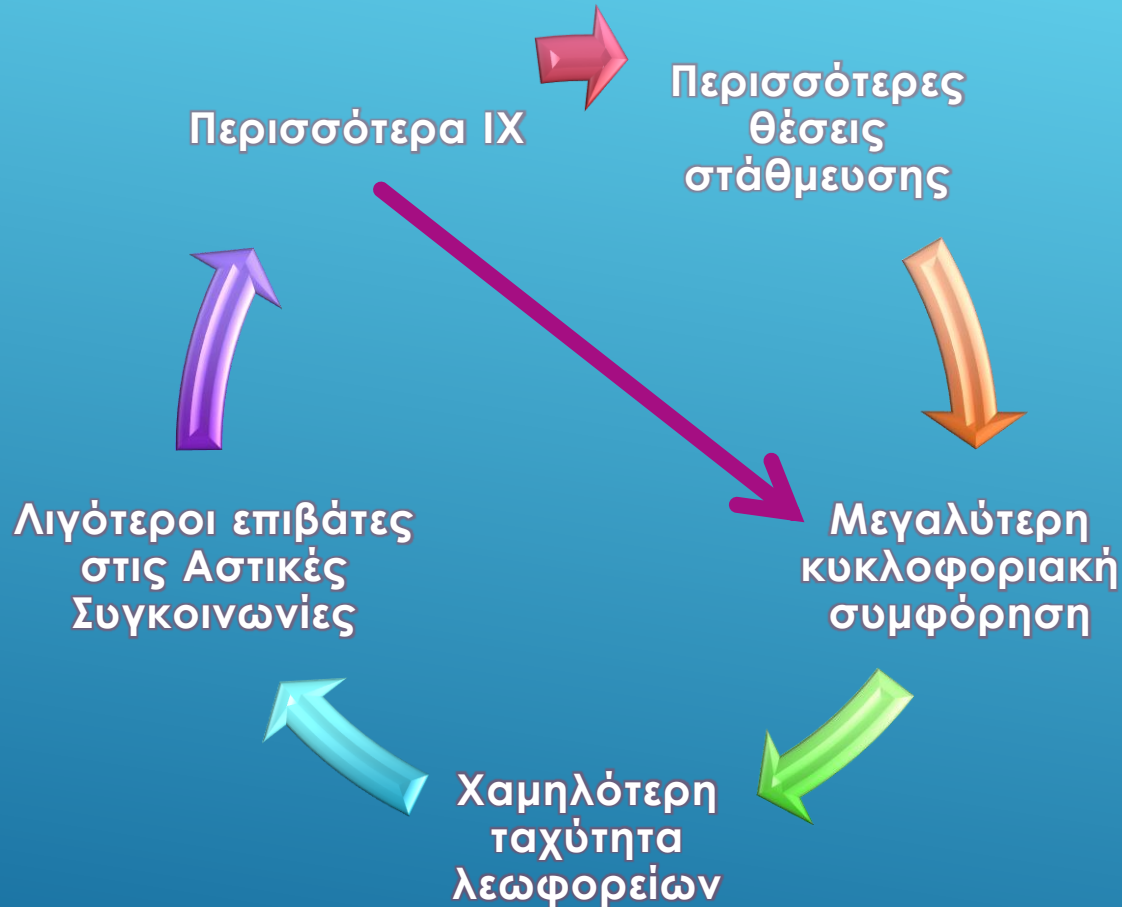 Περισσότερα ΙΧ
Περισσότερες
θέσεις
στάθμευσης
Μεγαλύτερη
κυκλοφοριακή
συμφόρηση
Χαμηλότερη
ταχύτητα
λεωφορείων
Λιγότεροι επιβάτες
στις Αστικές
Συγκοινωνίες